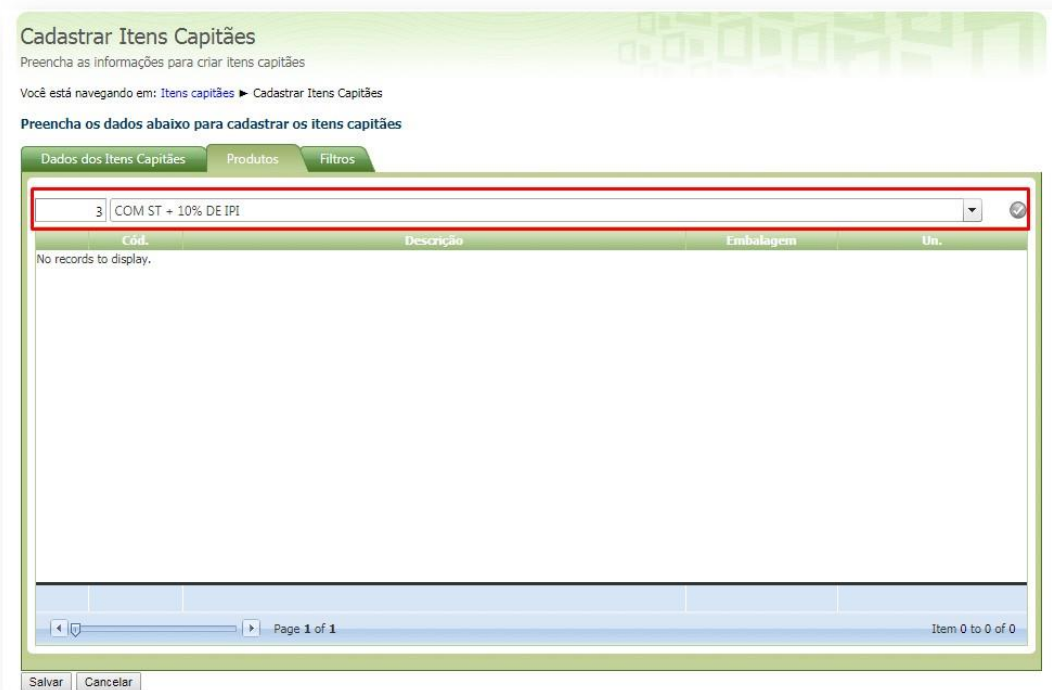 Cadastrar Itens Capitães
Preencha as informações para criar itens capitães
Você está navegando em: Itens capitães ► Cadastrar Itens Capitães
Preencha os dados abaixo para cadastrar os itens capitães
Dados dos Itens Capitães Produtos Filtros
3 COM ST + 10% DE IPI
Cód. Descrição Embalagem Un.
No records to display.
Page 1 of 1 Item 0 to 0 of 0
Salvar Cancelar